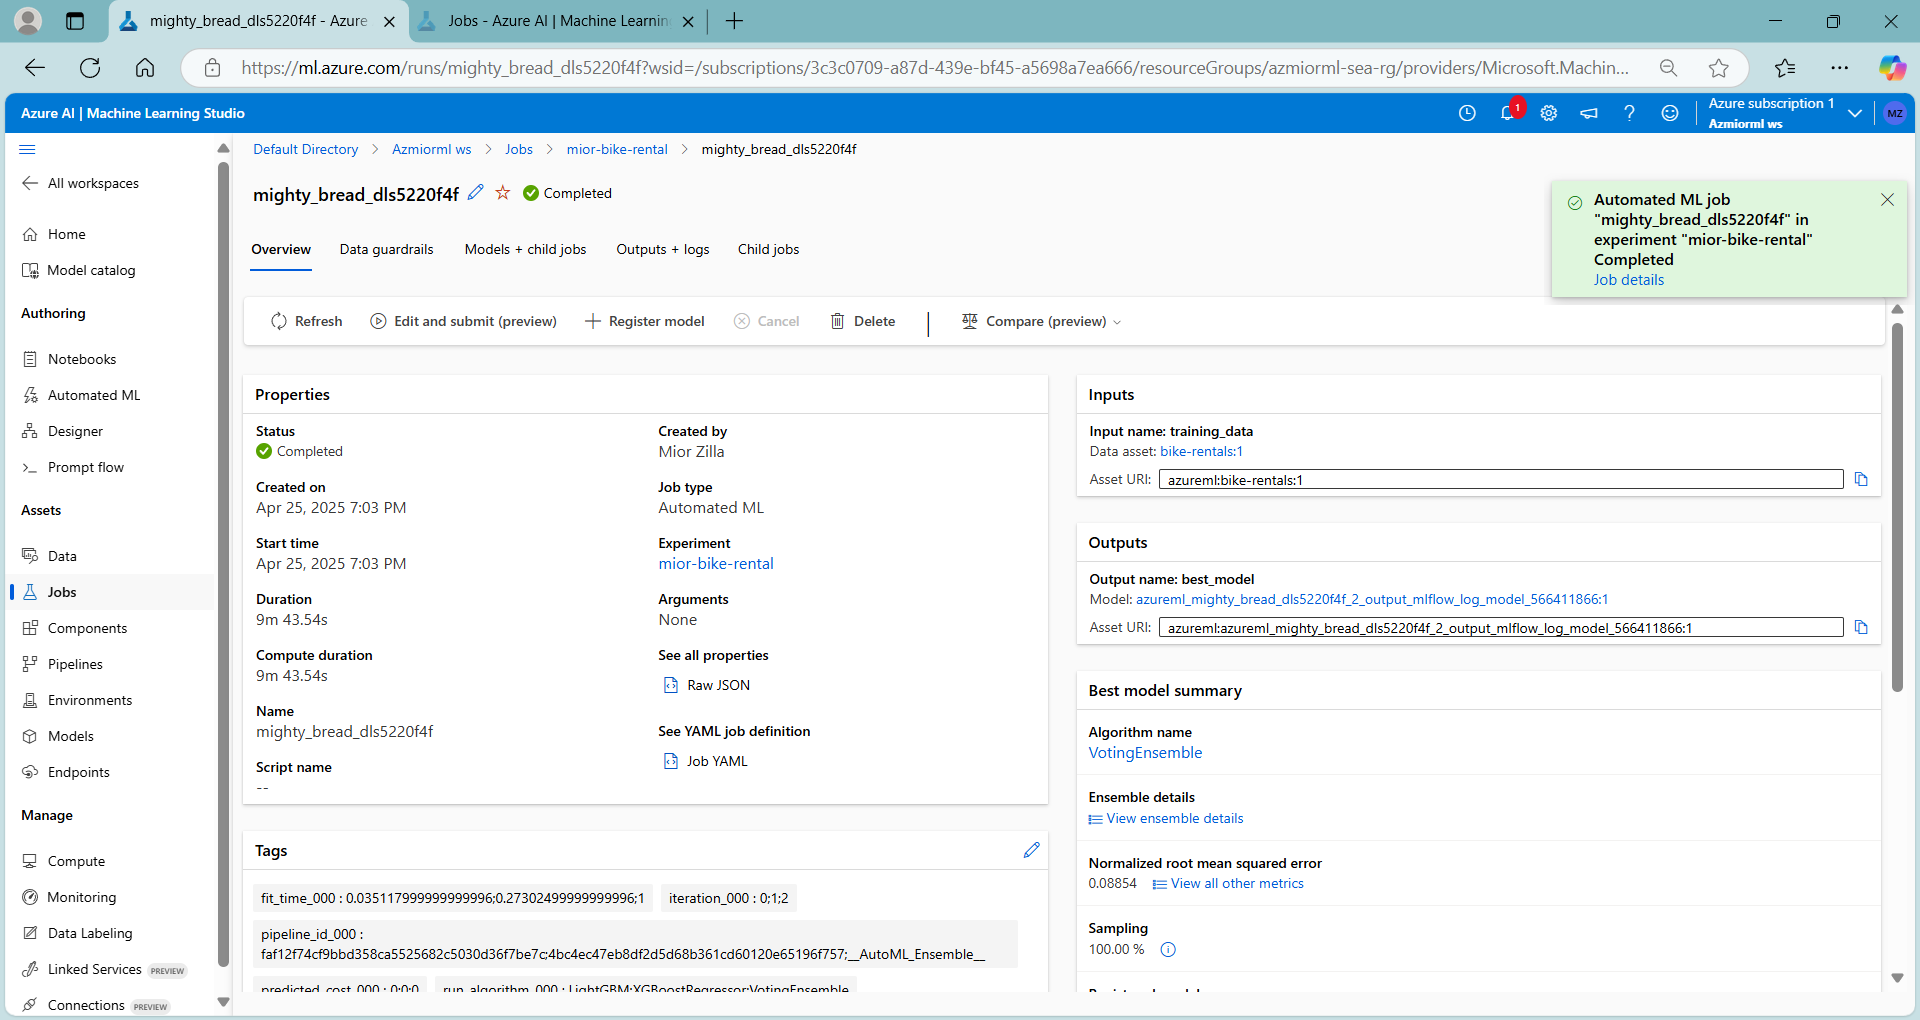 mighty_bread_dls5220f4f - Azure
Jobs - Azure AI | Machine Learnin
https://ml.azure.com/runs/mighty_bread_dls5220f4f?wsid=/subscriptions/3c3c0709-a87d-439e-bf45-a5698a7ea666/resourceGroups/azmiorml-sea-rg/providers/Microsoft.Machin...
Azure AI | Machine Learning Studio
1
Azure subscription 1
Azmiorml ws
MZ
All workspaces
Home
Model catalog
Authoring
Notebooks
Automated ML
Designer
Prompt flow
Assets
Data
Jobs
Components
Pipelines
Environments
Models
Endpoints
Manage
Compute
Monitoring
Data Labeling
Linked Services PREVIEW
Connections PREVIEW
Default Directory > Azmiorml ws > Jobs > mior-bike-rental > mighty_bread_dls5220f4f
mighty_bread_dls5220f4f Completed
Overview Data guardrails Models + child jobs Outputs + logs Child jobs
Automated ML job
"mighty_bread_dls5220f4f" in
experiment "mior-bike-rental"
Completed
Job details
Refresh Edit and submit (preview) Register model Cancel Delete Compare (preview)
Properties
Status
Completed
Created on
Apr 25, 2025 7:03 PM
Start time
Apr 25, 2025 7:03 PM
Duration
9m 43.54s
Compute duration
9m 43.54s
Name
mighty_bread_dls5220f4f
Script name
--
Created by
Mior Zilla
Job type
Automated ML
Experiment
mior-bike-rental
Arguments
None
See all properties
Raw JSON
See YAML job definition
Job YAML
Tags
fit_time_000 : 0.035117999999999996;0.27302499999999996;1
iteration_000 : 0;1;2
pipeline_id_000 :
faf12f74cf9bbd358ca5525682c5030d36f7be7c;4bc4ec47eb8df2d5d68b361cd60120e65196f757;__AutoML_Ensemble__
predicted_cost_000 : 0;0;0
run_algorithm_000 : LightGBM;XGBoostRegressor;VotingEnsemble
Inputs
Input name: training_data
Data asset: bike-rentals:1
Asset URI: azureml:bike-rentals:1
Outputs
Output name: best_model
Model: azureml_mighty_bread_dls5220f4f_2_output_mlflow_log_model_566411866:1
Asset URI: azureml:azureml_mighty_bread_dls5220f4f_2_output_mlflow_log_model_566411866:1
Best model summary
Algorithm name
VotingEnsemble
Ensemble details
View ensemble details
Normalized root mean squared error
0.08854 View all other metrics
Sampling
100.00 %